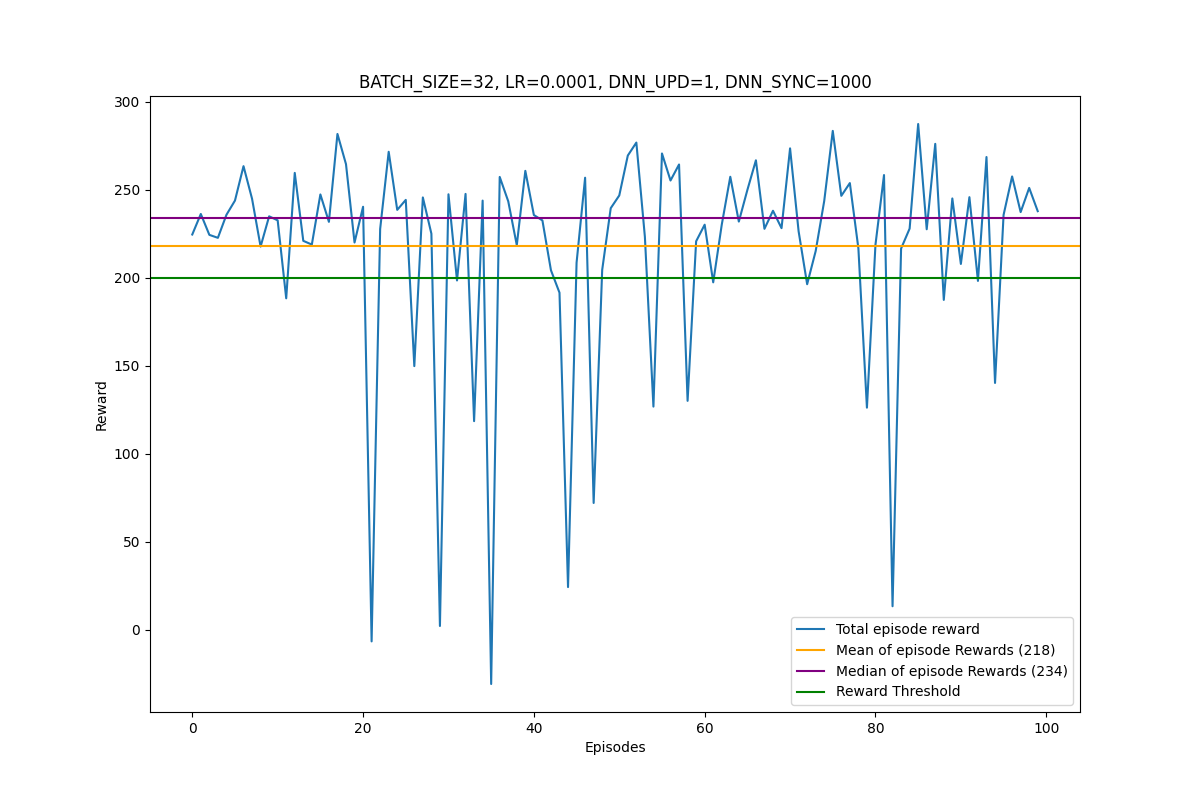 BATCH_SIZE=32, LR=0.0001, DNN_UPD=1, DNN_SYNC=1000
300
250
200
150
100
50
0
Reward
Total episode reward
Mean of episode Rewards (218)
Median of episode Rewards (234)
Reward Threshold
0 20 40 60 80 100
Episodes